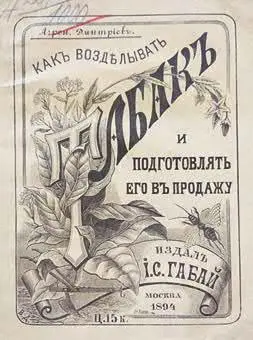 Агрон. Дмитріевъ.
КАКЪ ВОЗДѢЛЫВАТЬ
ТАБАКЪ
И
ПОДГОТОВЛЯТЬ
ЕГО ВЪ ПРОДАЖУ
ИЗДАЛЪ
І.С. ГАБАЙ
МОСКВА
1894
Ц.15 к.